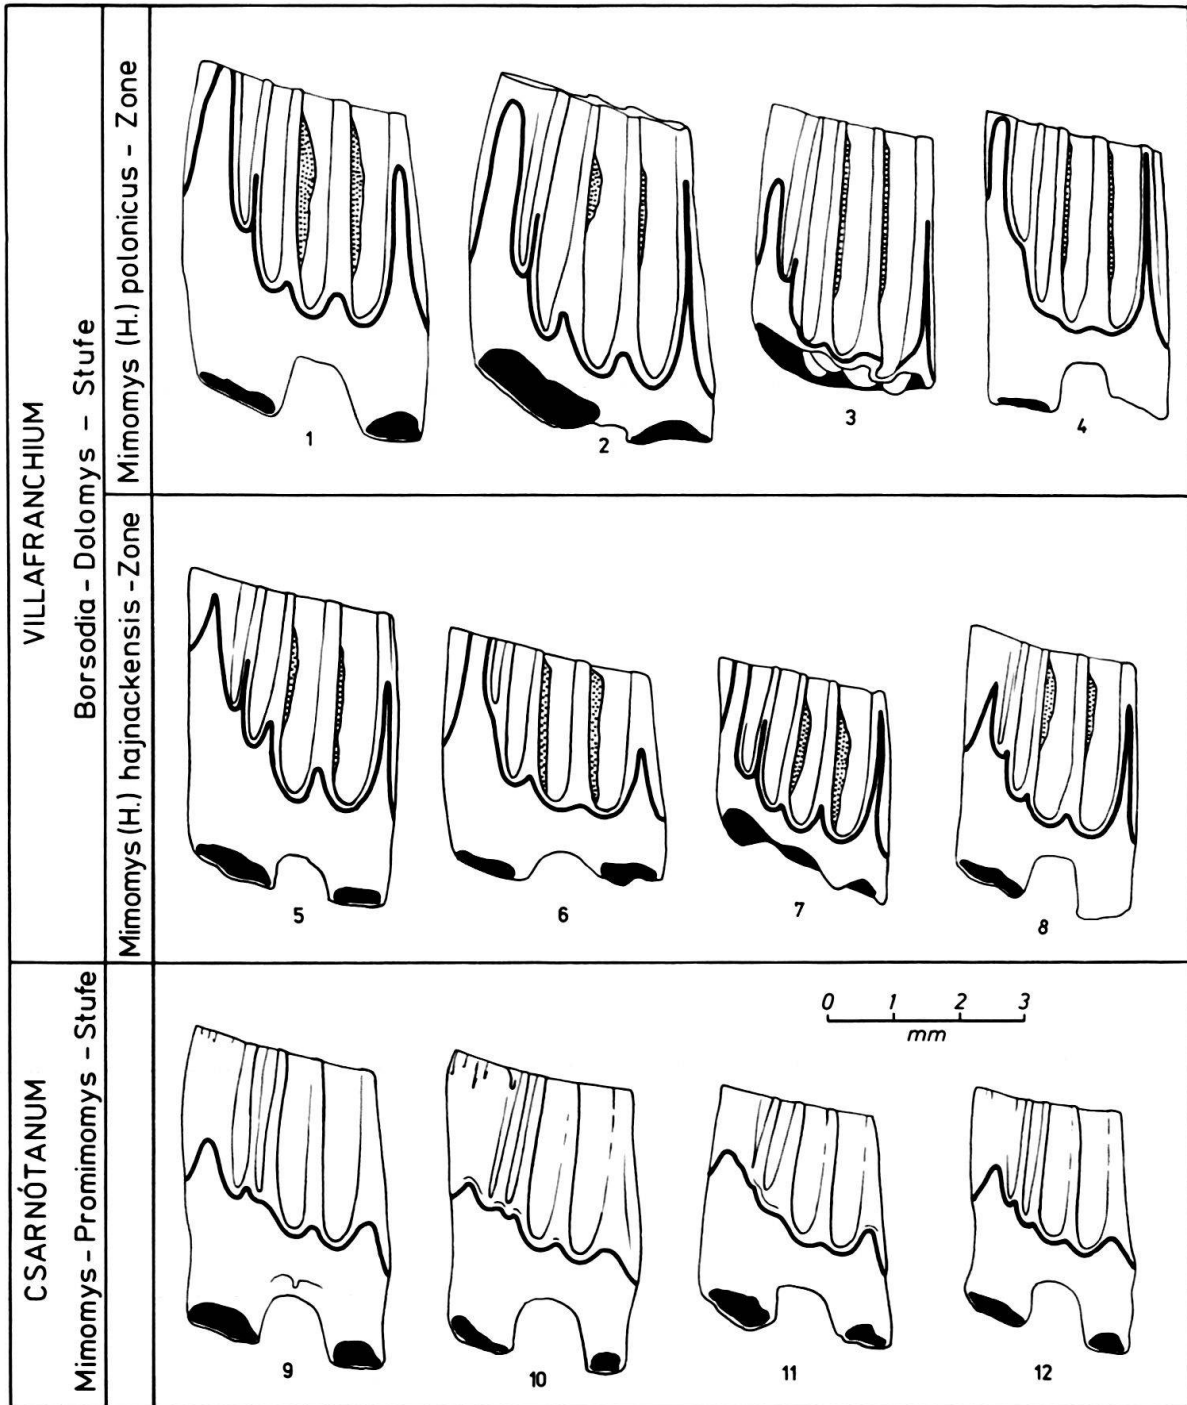 VILLAFRANCHIUM
Borsodia - Dolomys - Stufe
Mimomys (H.) polonicus - Zone
1
2
3
4
Mimomys (H.) hajnackensis - Zone
5
6
7
8
CSARNÓTANUM
Mimomys - Promimomys - Stufe
0 1 2 3
mm
9
10
11
12